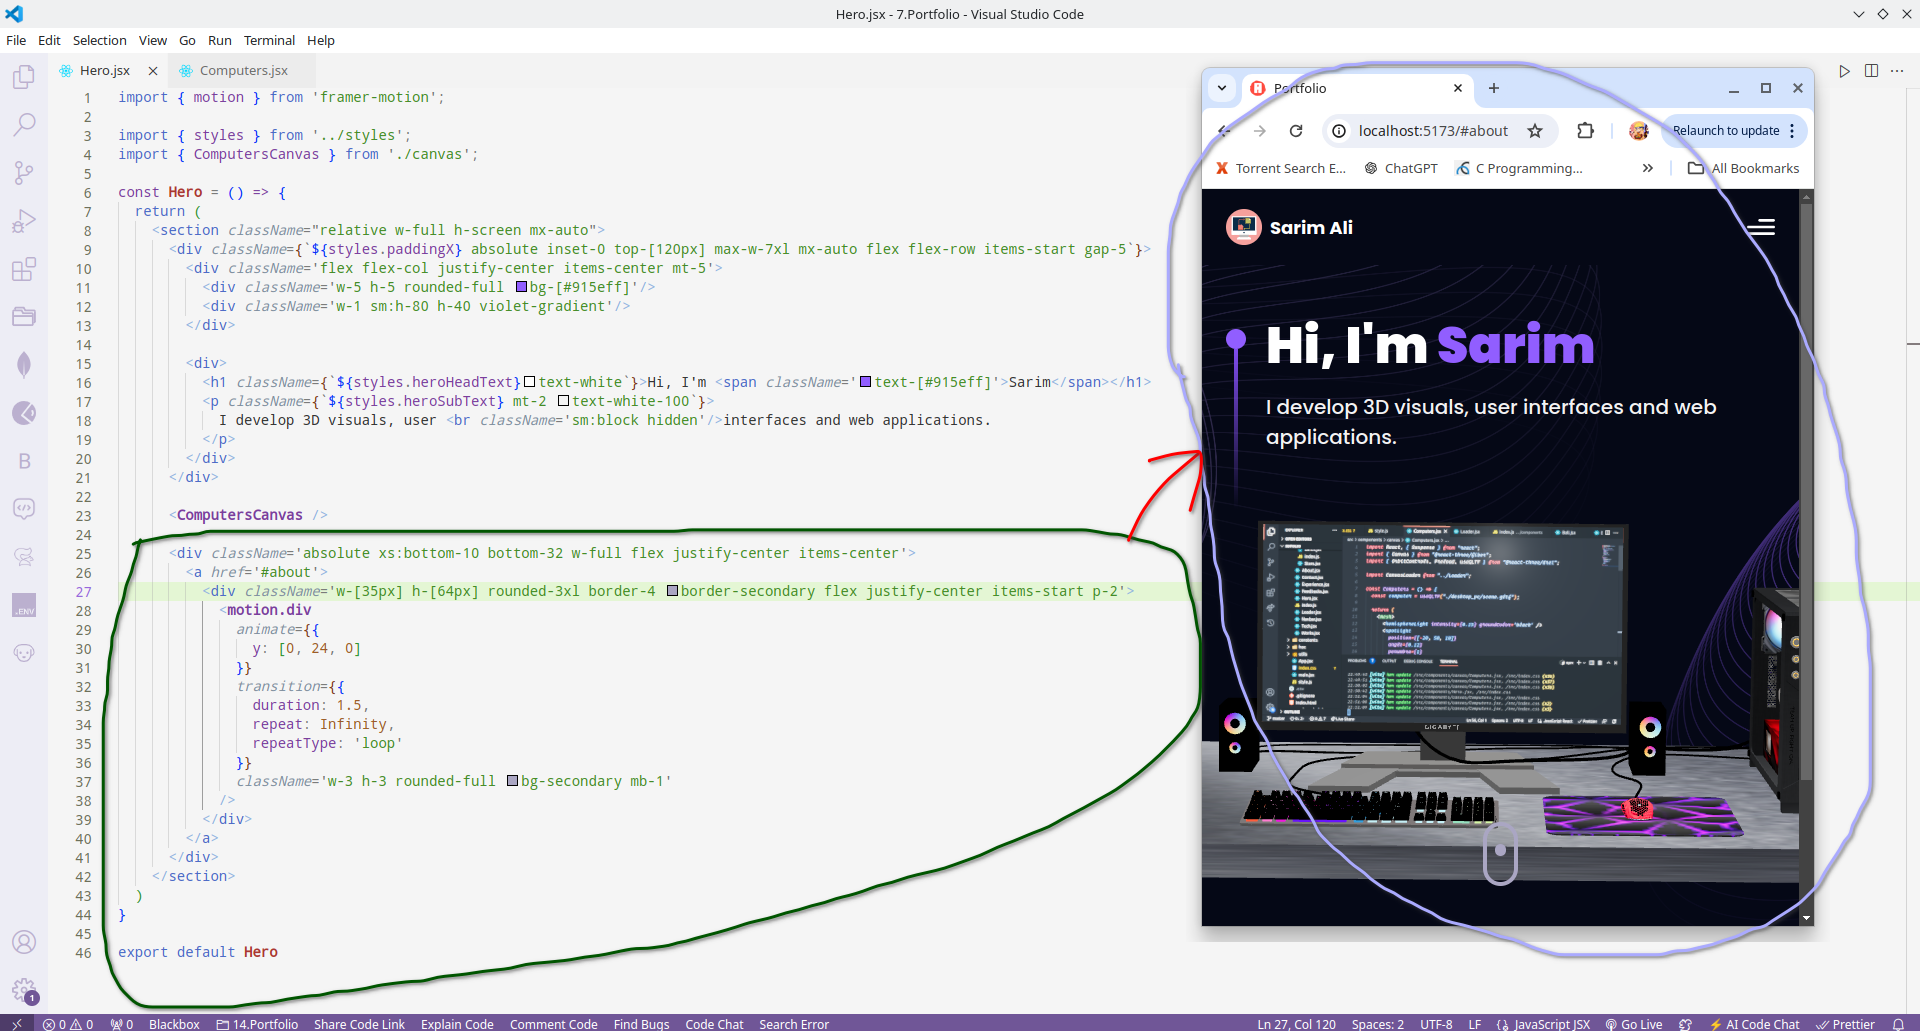 Hero.jsx - 7.Portfolio - Visual Studio Code
File Edit Selection View Go Run Terminal Help
Hero.jsx
Computers.jsx
1 import { motion } from 'framer-motion';
2
3 import { styles } from '../styles';
4 import { ComputersCanvas } from './canvas';
5
6 const Hero = () => {
7 return (
8 <section className="relative w-full h-screen mx-auto">
9 <div className={`${styles.paddingX} absolute inset-0 top-[120px] max-w-7xl mx-auto flex flex-row items-start gap-5`}>
10 <div className='flex flex-col justify-center items-center mt-5'>
11 <div className='w-5 h-5 rounded-full bg-[#915eff]'/>
12 <div className='w-1 sm:h-80 h-40 violet-gradient'/>
13 </div>
14
15 <div>
16 <h1 className={`${styles.heroHeadText} text-white`}>Hi, I'm <span className='text-[#915eff]'>Sarim</span></h1>
17 <p className={`${styles.heroSubText} mt-2 text-white-100`}>
18 I develop 3D visuals, user <br className='sm:block hidden'/>interfaces and web applications.
19 </p>
20 </div>
21 </div>
22
23 <ComputersCanvas />
24
25 <div className='absolute xs:bottom-10 bottom-32 w-full flex justify-center items-center'>
26 <a href='#about'>
27 <div className='w-[35px] h-[64px] rounded-3xl border-4 border-secondary flex justify-center items-start p-2'>
28 <motion.div
29 animate={{
30 y: [0, 24, 0]
31 }}
32 transition={{
33 duration: 1.5,
34 repeat: Infinity,
35 repeatType: 'loop'
36 }}
37 className='w-3 h-3 rounded-full bg-secondary mb-1'
38 />
39 </div>
40 </a>
41 </div>
42 </section>
43 )
44 }
45
46 export default Hero
Portfolio
localhost:5173/#about
Relaunch to update
Torrent Search E...
ChatGPT
C Programming...
All Bookmarks
Sarim Ali
Hi, I'm Sarim
I develop 3D visuals, user interfaces and web
applications.
GIGABYTE
B
.ENV
1
0 0 0 Blackbox 14.Portfolio Share Code Link Explain Code Comment Code Find Bugs Code Chat Search Error
Ln 27, Col 120 Spaces: 2 UTF-8 LF JavaScript JSX Go Live AI Code Chat Prettier